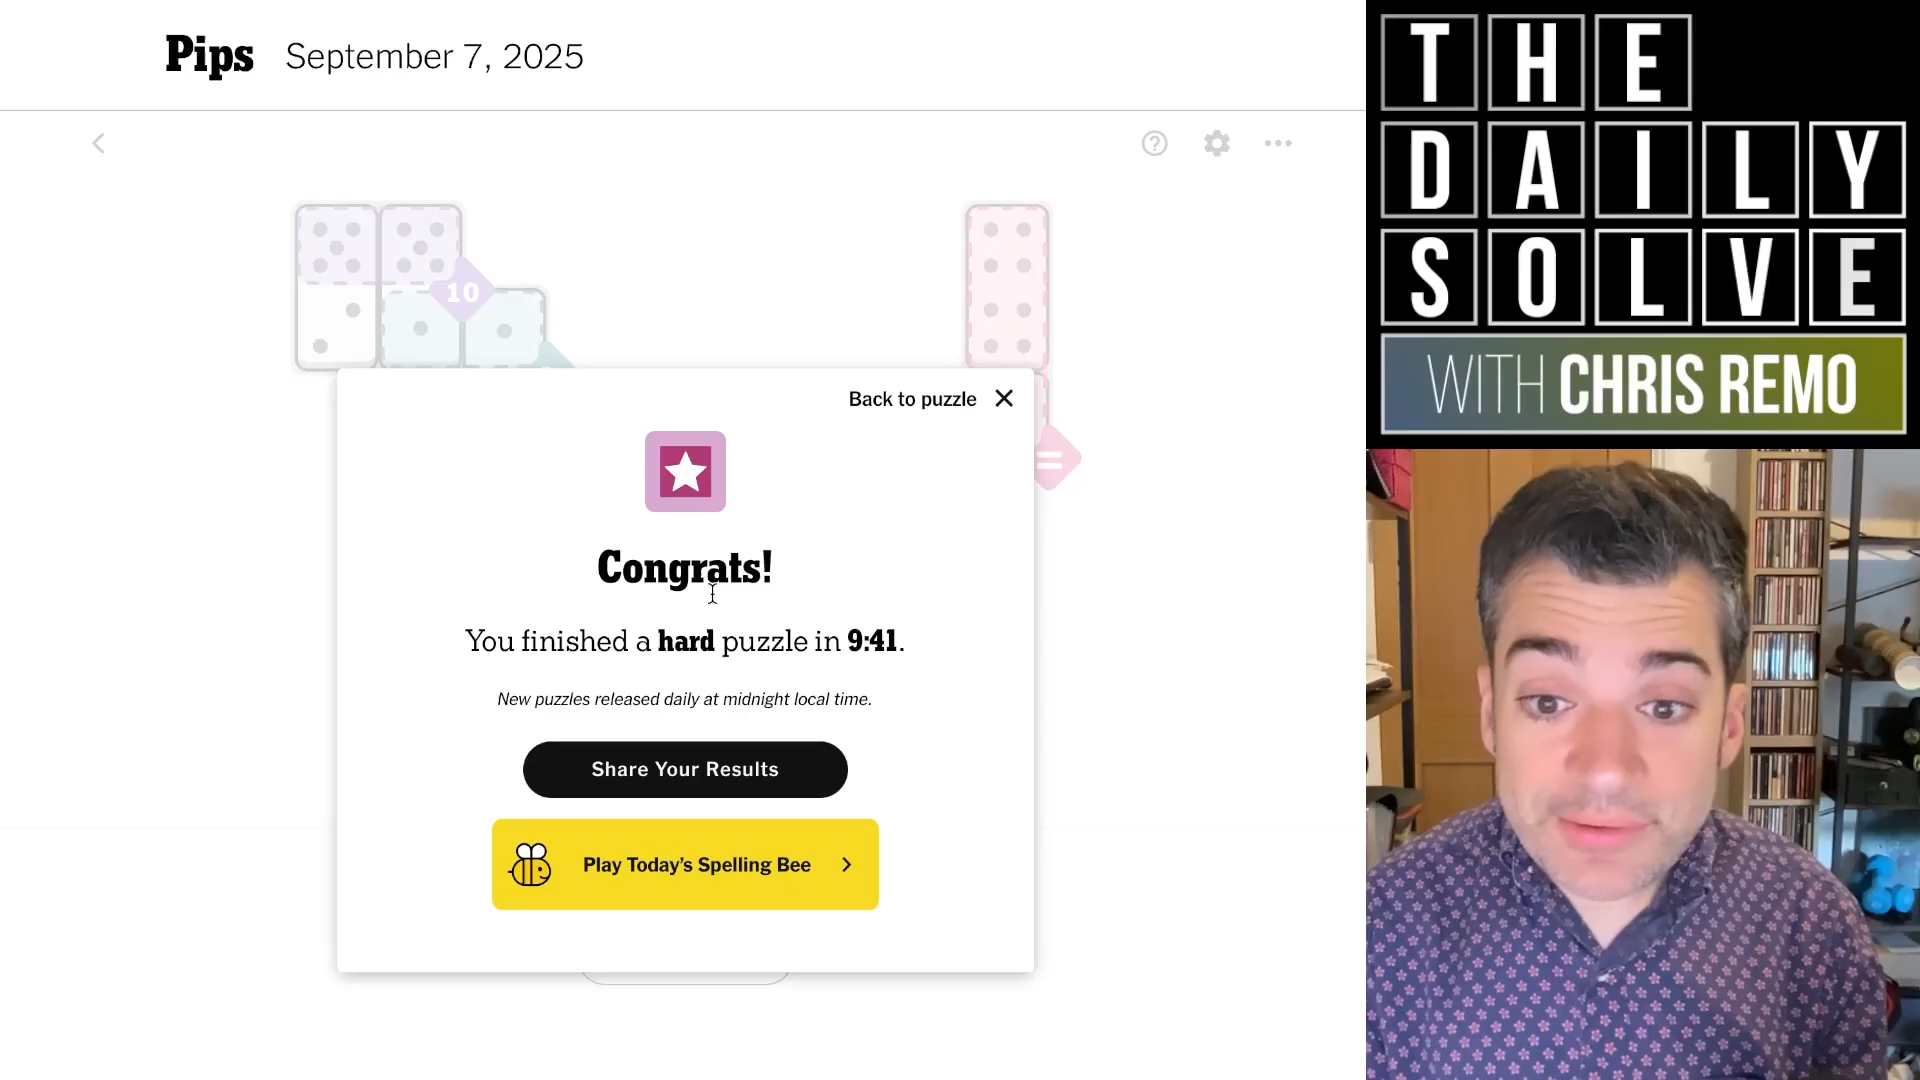 Pips September 7, 2025
10
=
Back to puzzle
Congrats!
You finished a hard puzzle in 9:41.
New puzzles released daily at midnight local time.
Share Your Results
Play Today’s Spelling Bee
THE
DAILY
SOLVE
WITH CHRIS REMO